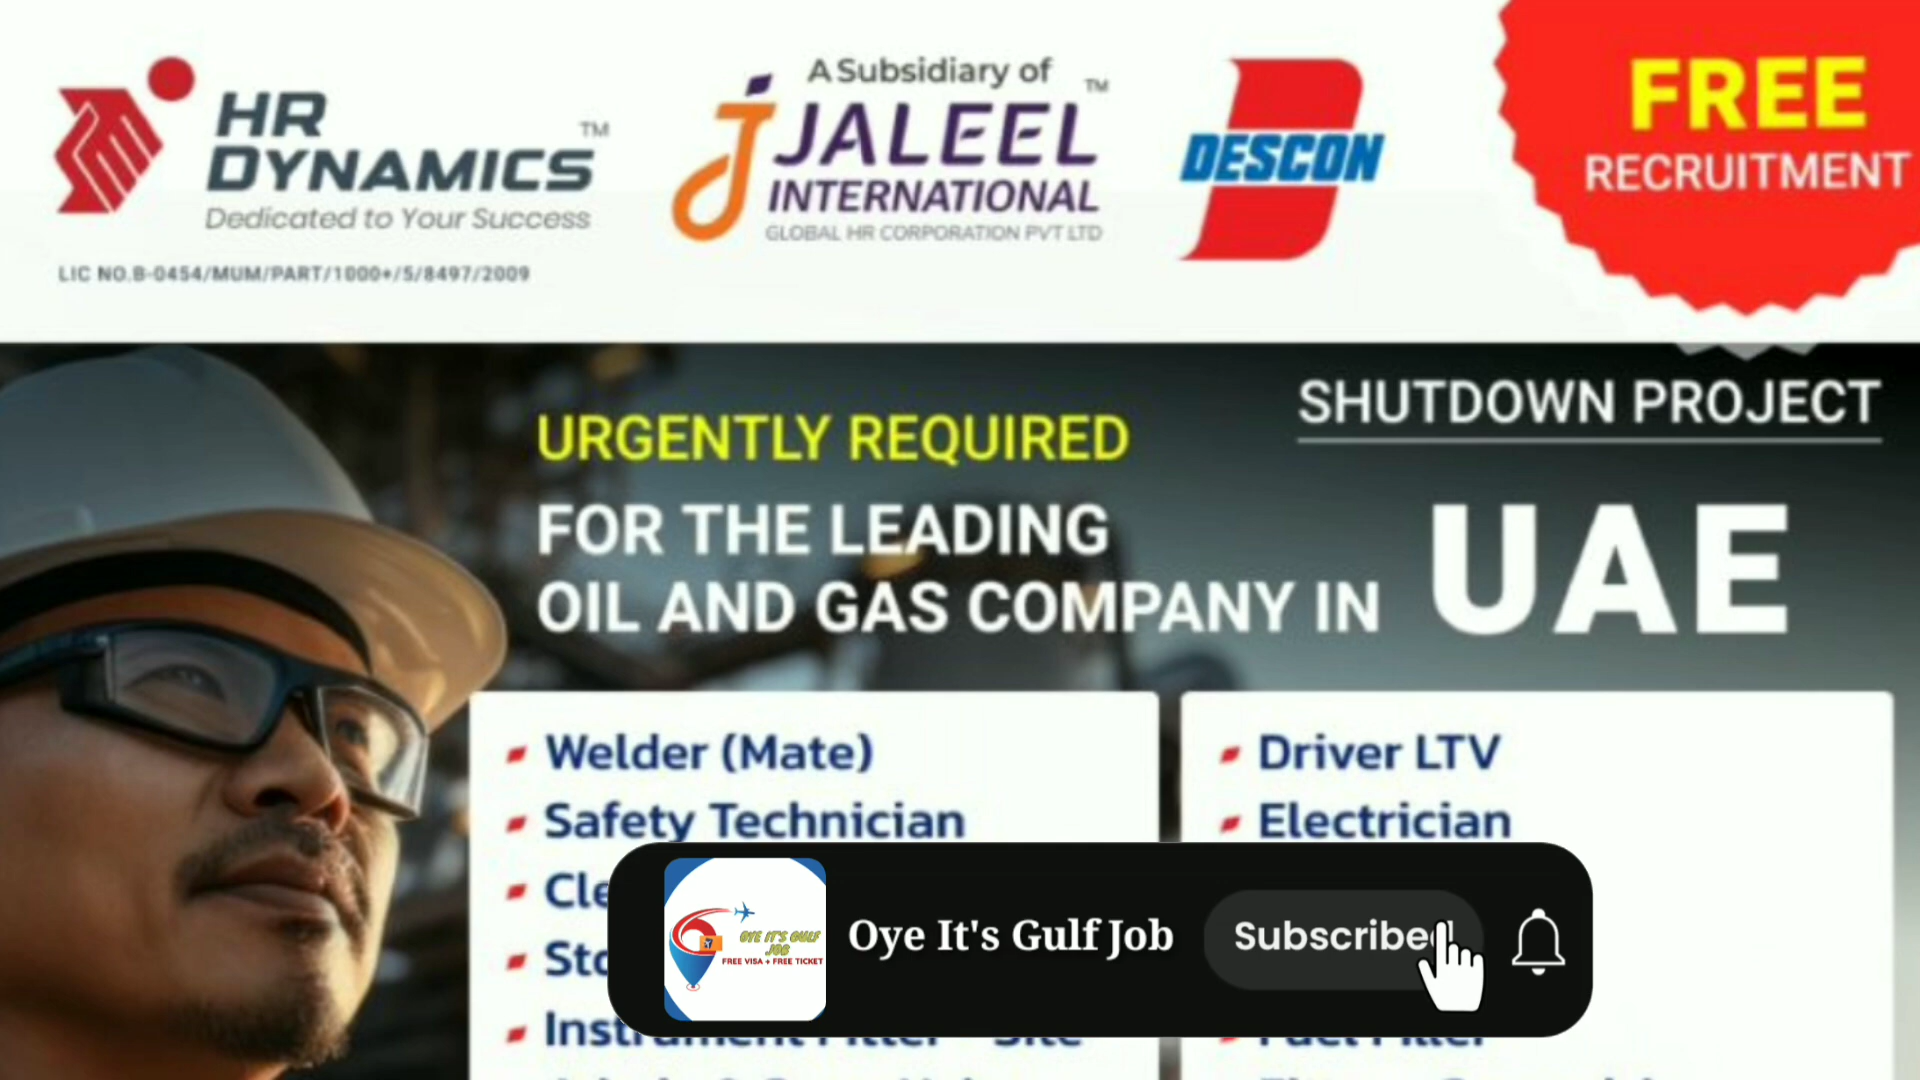 HR
DYNAMICS
TM
Dedicated to Your Success
LIC NO.B-0454/MUM/PART/1000+/5/8497/2009
A Subsidiary of
JALEEL
TM
INTERNATIONAL
GLOBAL HR CORPORATION PVT LTD
DESCON
FREE
RECRUITMENT
SHUTDOWN PROJECT
URGENTLY REQUIRED
FOR THE LEADING
OIL AND GAS COMPANY IN
UAE
Welder (Mate)
Safety Technician
Driver LTV
Electrician
OYE IT'S GULF
JOB
FREE VISA + FREE TICKET
Oye It's Gulf Job
Subscribed